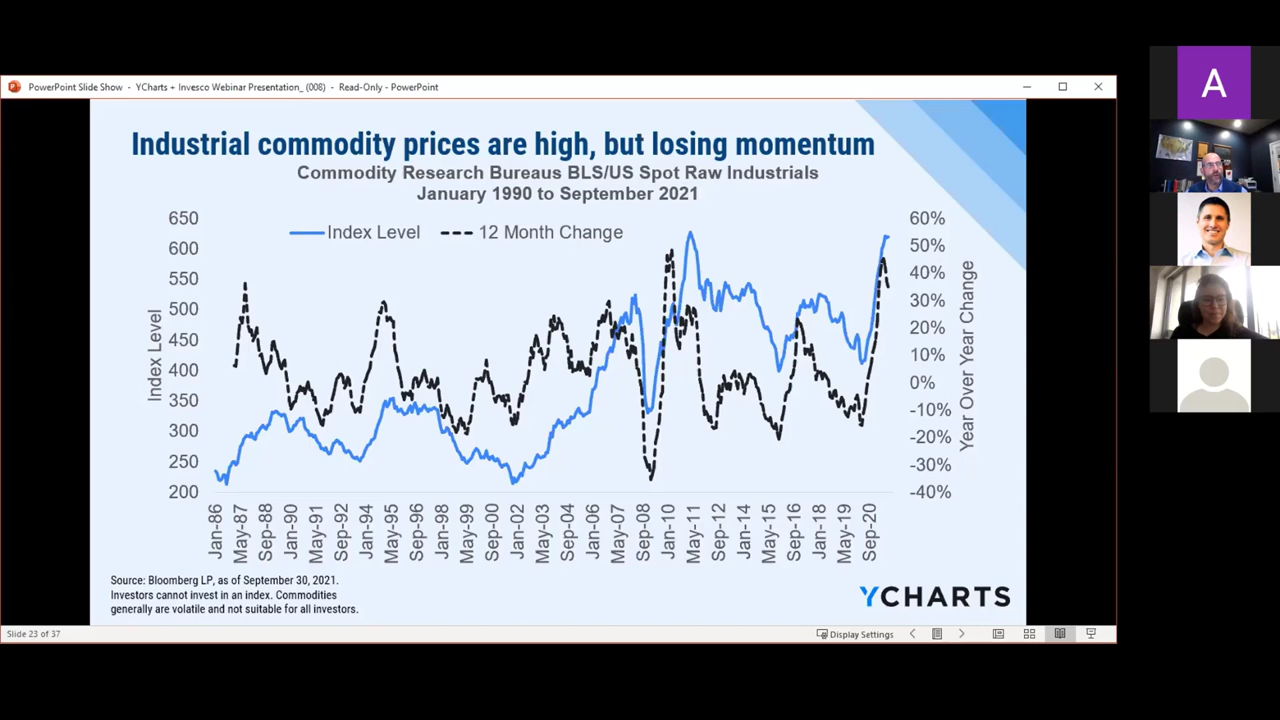 PowerPoint Slide Show - YCharts + Invesco Webinar Presentation_ (008) - Read-Only - PowerPoint
A
Industrial commodity prices are high, but losing momentum
Commodity Research Bureaus BLS/US Spot Raw Industrials
January 1990 to September 2021
Index Level
12 Month Change
650
600
550
500
450
400
350
300
250
200
Index Level
60%
50%
40%
30%
20%
10%
0%
-10%
-20%
-30%
-40%
Year Over Year Change
Jan-86
May-87
Sep-88
Jan-90
May-91
Sep-92
Jan-94
May-95
Sep-96
Jan-98
May-99
Sep-00
Jan-02
May-03
Sep-04
Jan-06
May-07
Sep-08
Jan-10
May-11
Sep-12
Jan-14
May-15
Sep-16
Jan-18
May-19
Sep-20
Source: Bloomberg LP, as of September 30, 2021.
Investors cannot invest in an index. Commodities
generally are volatile and not suitable for all investors.
YCHARTS
Slide 23 of 37
Display Settings